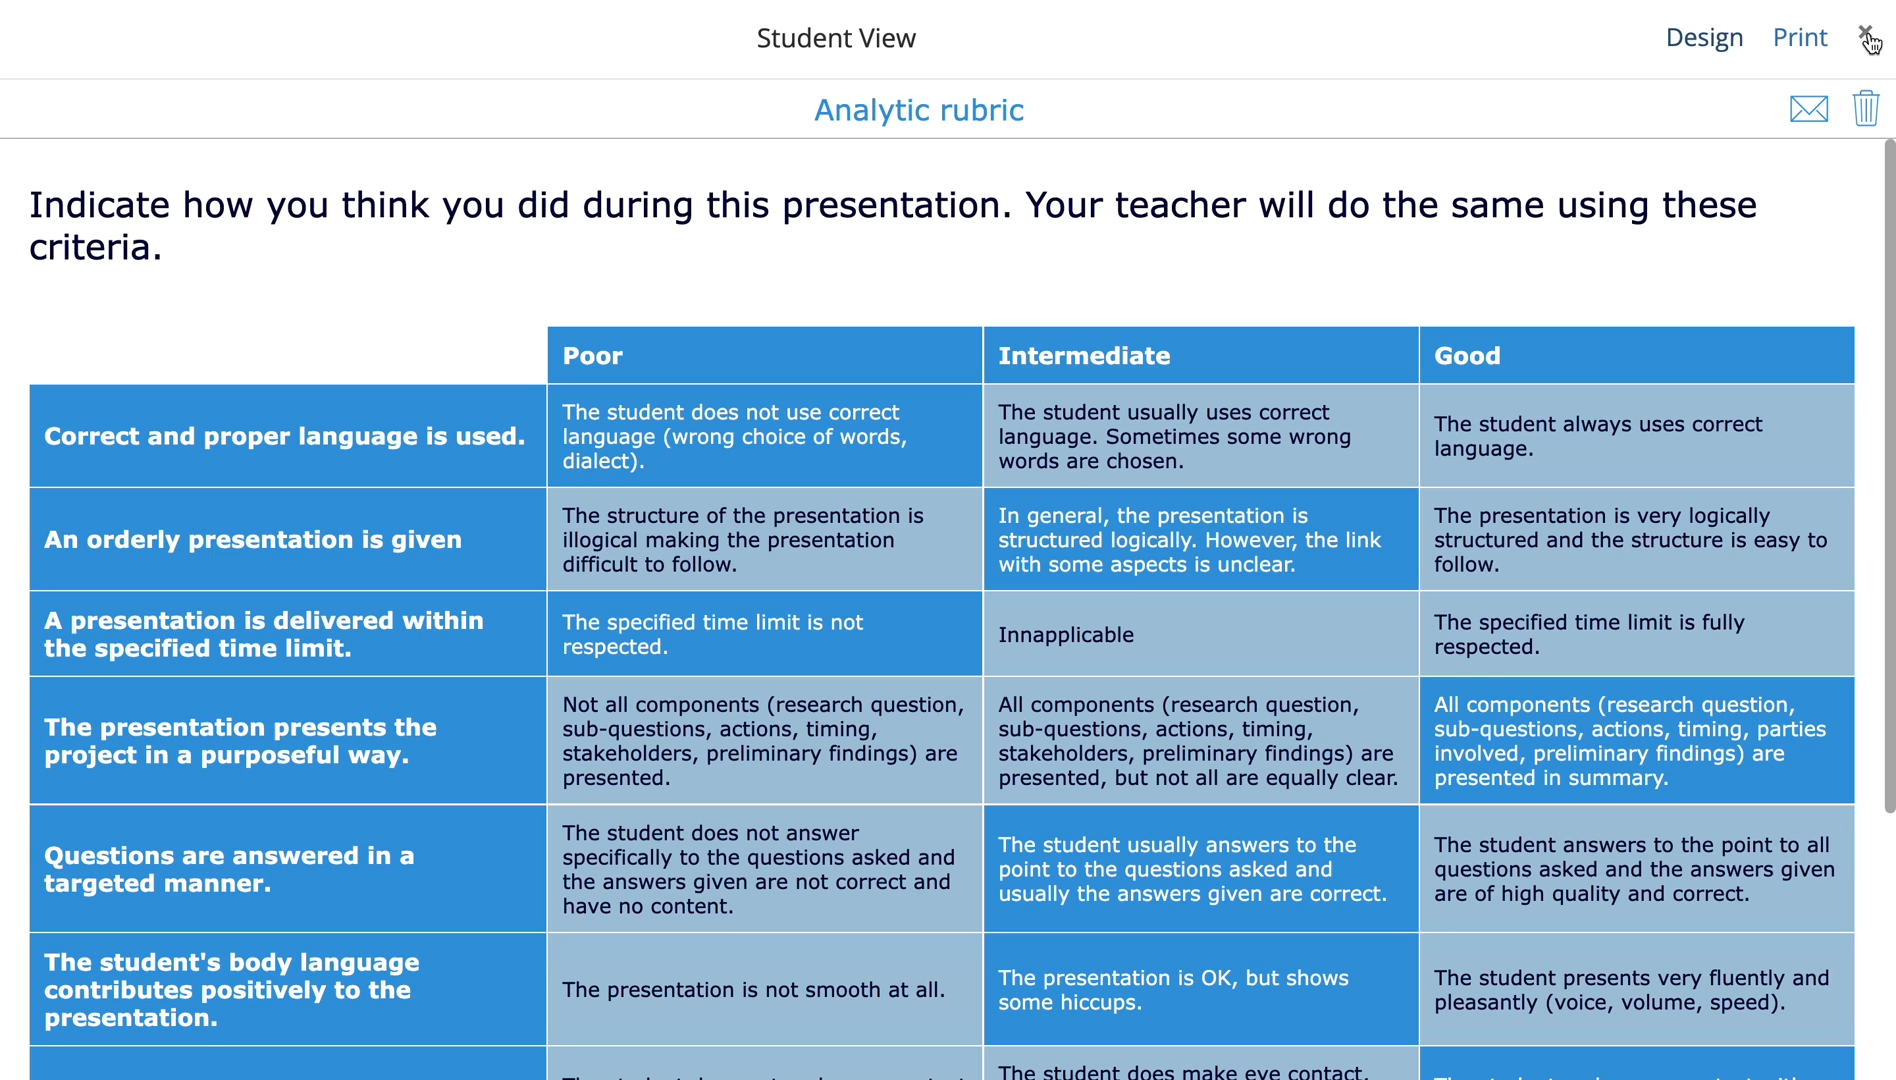 Student View
Design
Print
Analytic rubric
Indicate how you think you did during this presentation. Your teacher will do the same using these
criteria.
Poor
Intermediate
Good
Correct and proper language is used.
The student does not use correct
language (wrong choice of words,
dialect).
The student usually uses correct
language. Sometimes some wrong
words are chosen.
The student always uses correct
language.
An orderly presentation is given
The structure of the presentation is
illogical making the presentation
difficult to follow.
In general, the presentation is
structured logically. However, the link
with some aspects is unclear.
The presentation is very logically
structured and the structure is easy to
follow.
A presentation is delivered within
the specified time limit.
The specified time limit is not
respected.
Innapplicable
The specified time limit is fully
respected.
The presentation presents the
project in a purposeful way.
Not all components (research question,
sub-questions, actions, timing,
stakeholders, preliminary findings) are
presented.
All components (research question,
sub-questions, actions, timing,
stakeholders, preliminary findings) are
presented, but not all are equally clear.
All components (research question,
sub-questions, actions, timing, parties
involved, preliminary findings) are
presented in summary.
Questions are answered in a
targeted manner.
The student does not answer
specifically to the questions asked and
the answers given are not correct and
have no content.
The student usually answers to the
point to the questions asked and
usually the answers given are correct.
The student answers to the point to all
questions asked and the answers given
are of high quality and correct.
The student's body language
contributes positively to the
presentation.
The presentation is not smooth at all.
The presentation is OK, but shows
some hiccups.
The student presents very fluently and
pleasantly (voice, volume, speed).
The student does make eye contact,